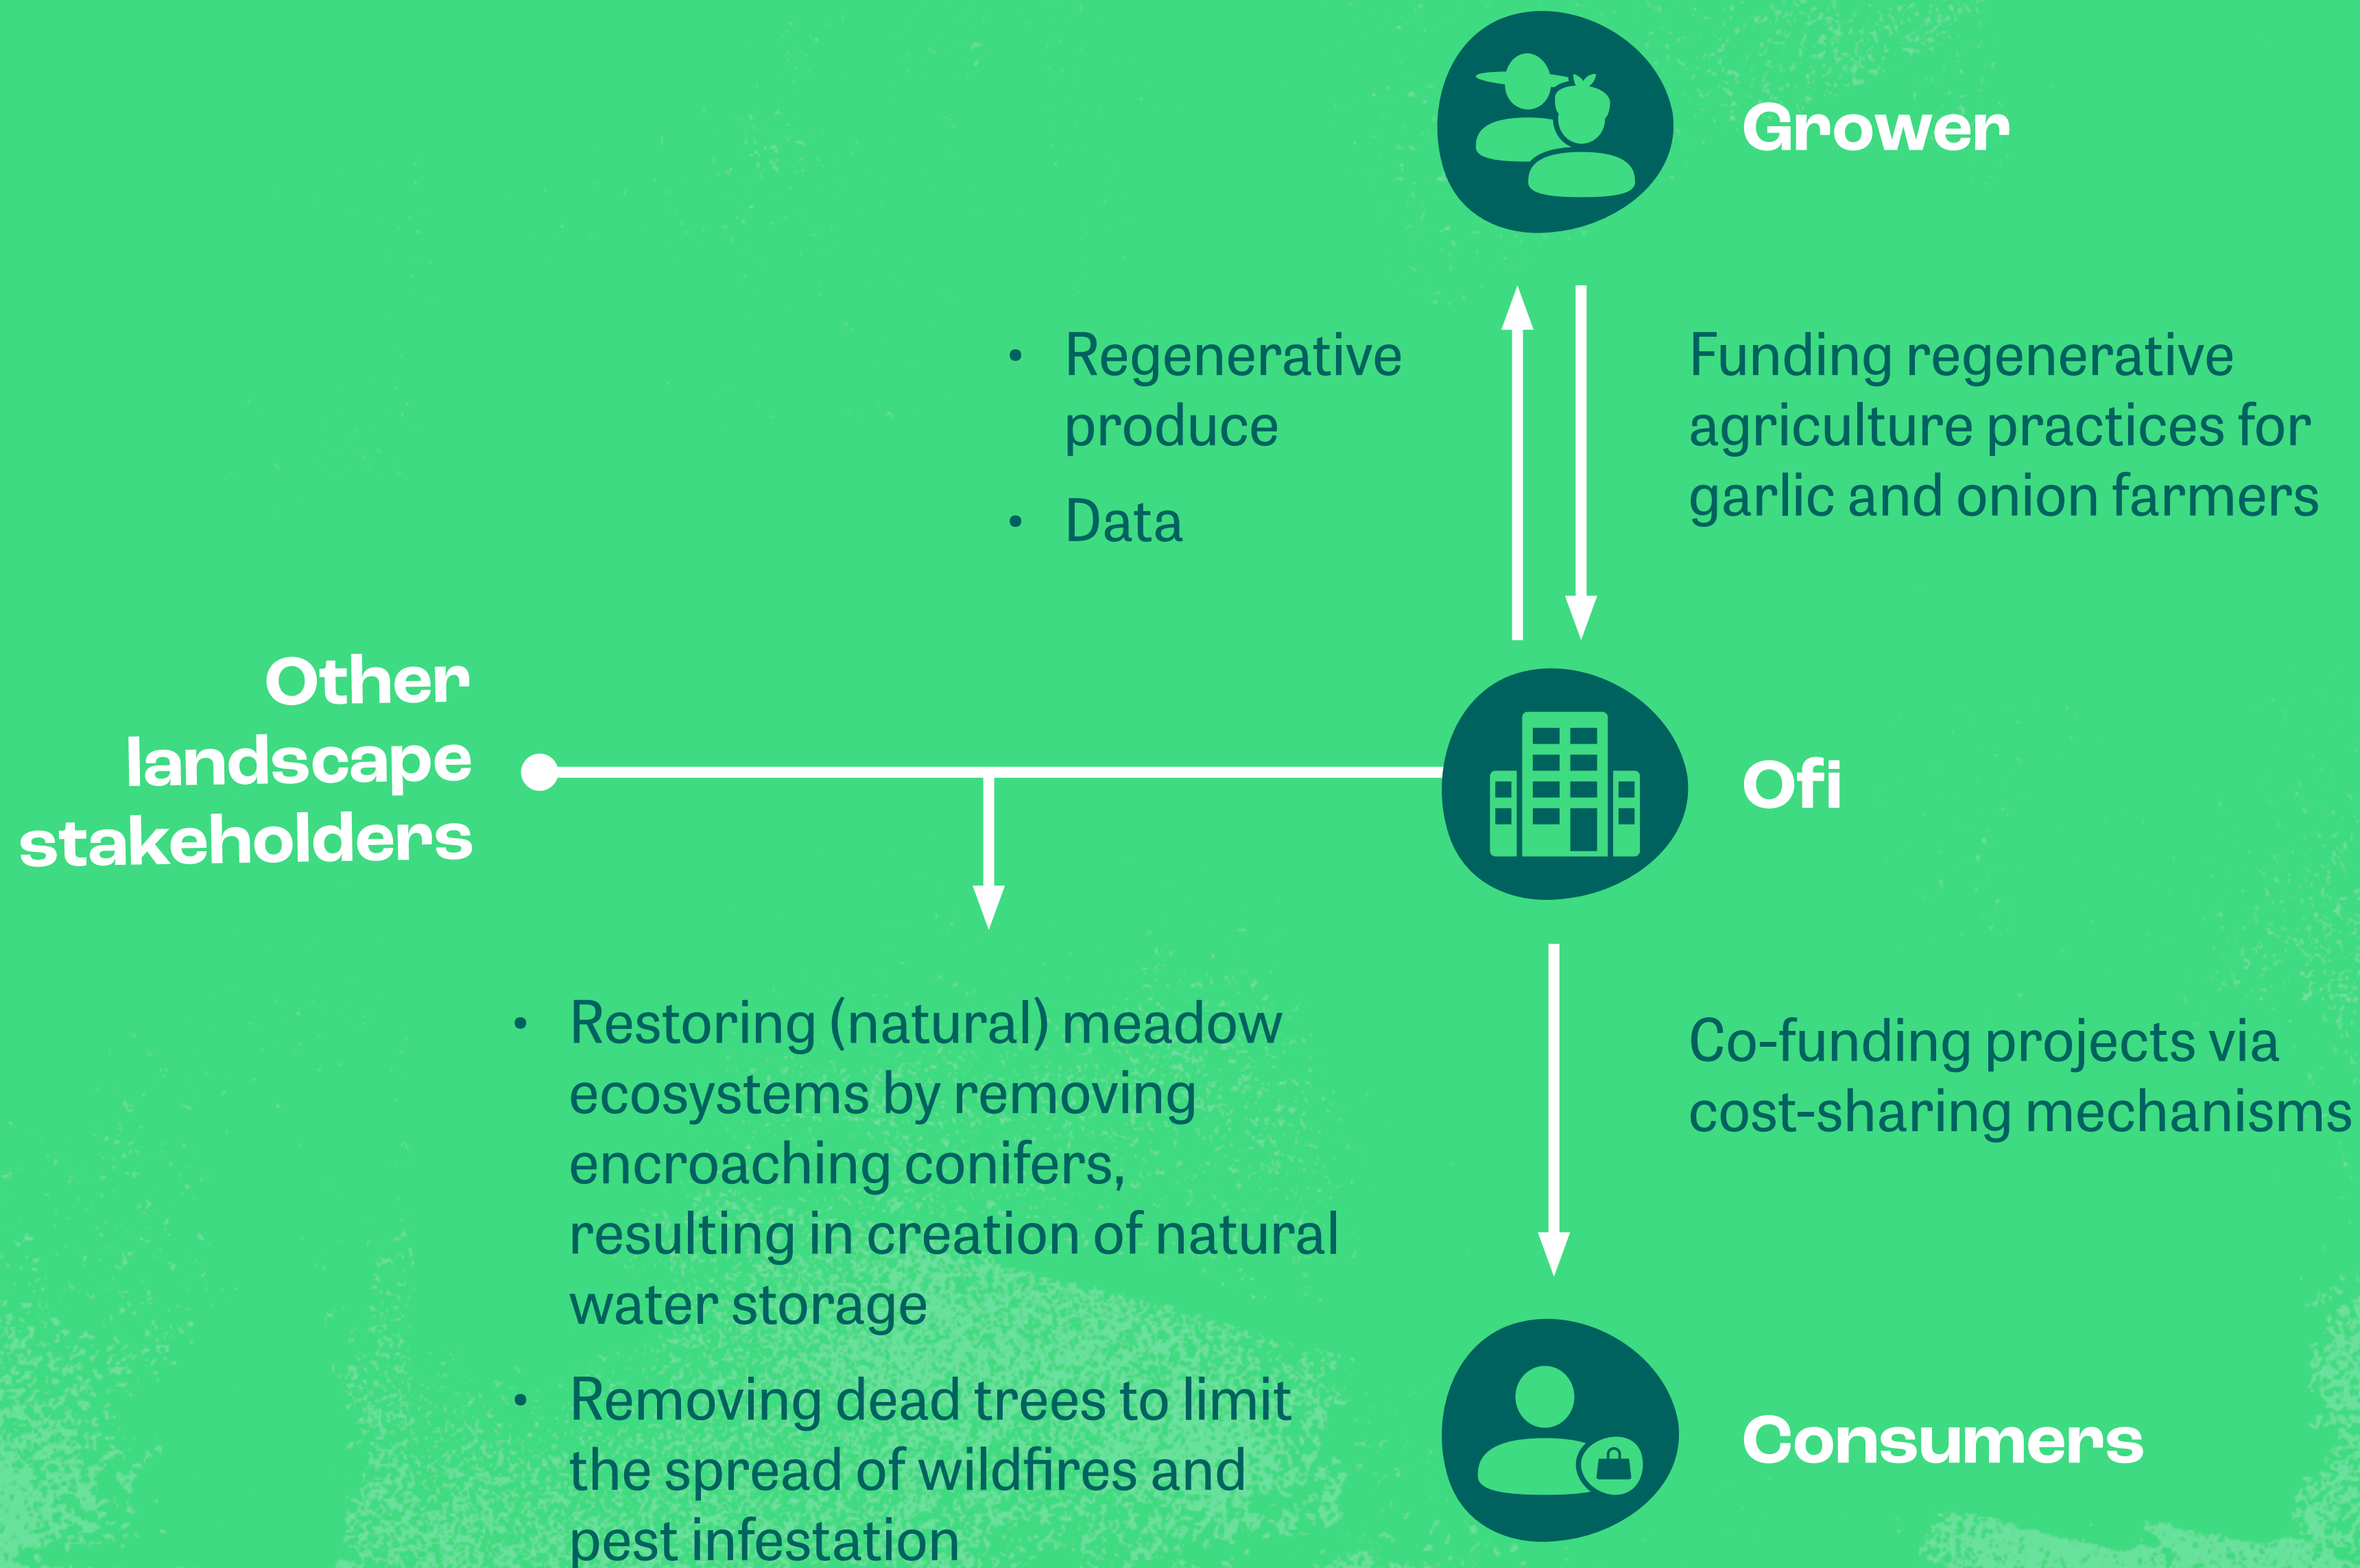 Grower
• Regenerative
produce
• Data
Funding regenerative
agriculture practices for
garlic and onion farmers
Other
landscape
stakeholders
Ofi
• Restoring (natural) meadow
ecosystems by removing
encroaching conifers,
resulting in creation of natural
water storage
• Removing dead trees to limit
the spread of wildfires and
pest infestation
Co-funding projects via
cost-sharing mechanisms
Consumers